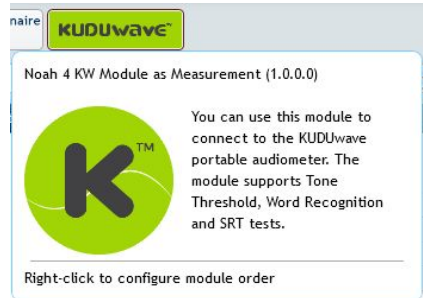 naire
KUDUwave™
Noah 4 KW Module as Measurement (1.0.0.0)
K™
You can use this module to
connect to the KUDUwave
portable audiometer. The
module supports Tone
Threshold, Word Recognition
and SRT tests.
Right-click to configure module order